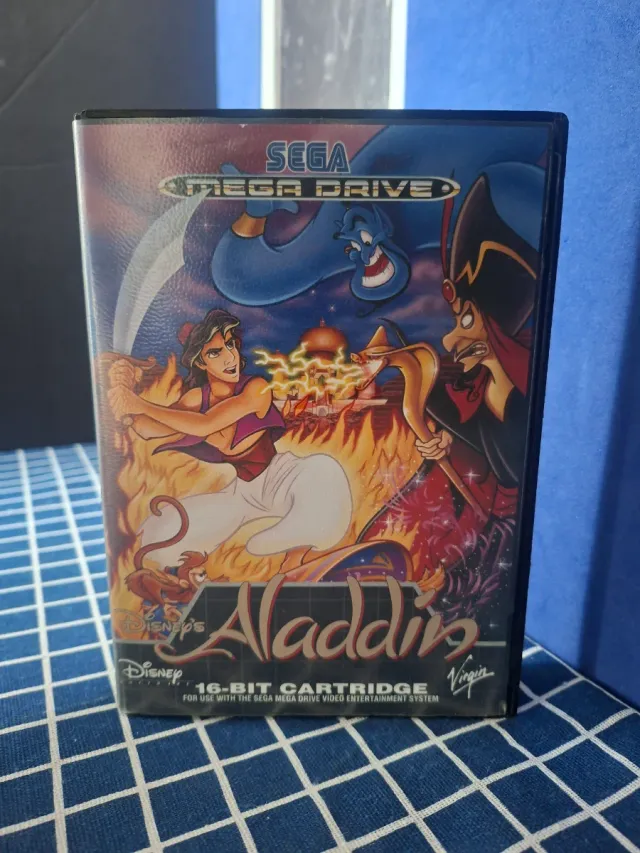 SEGA
MEGA DRIVE
DISNEY'S Aladdin
Disney
SOFTWARE
16-BIT CARTRIDGE
FOR USE WITH THE SEGA MEGA DRIVE VIDEO ENTERTAINMENT SYSTEM
Virgin